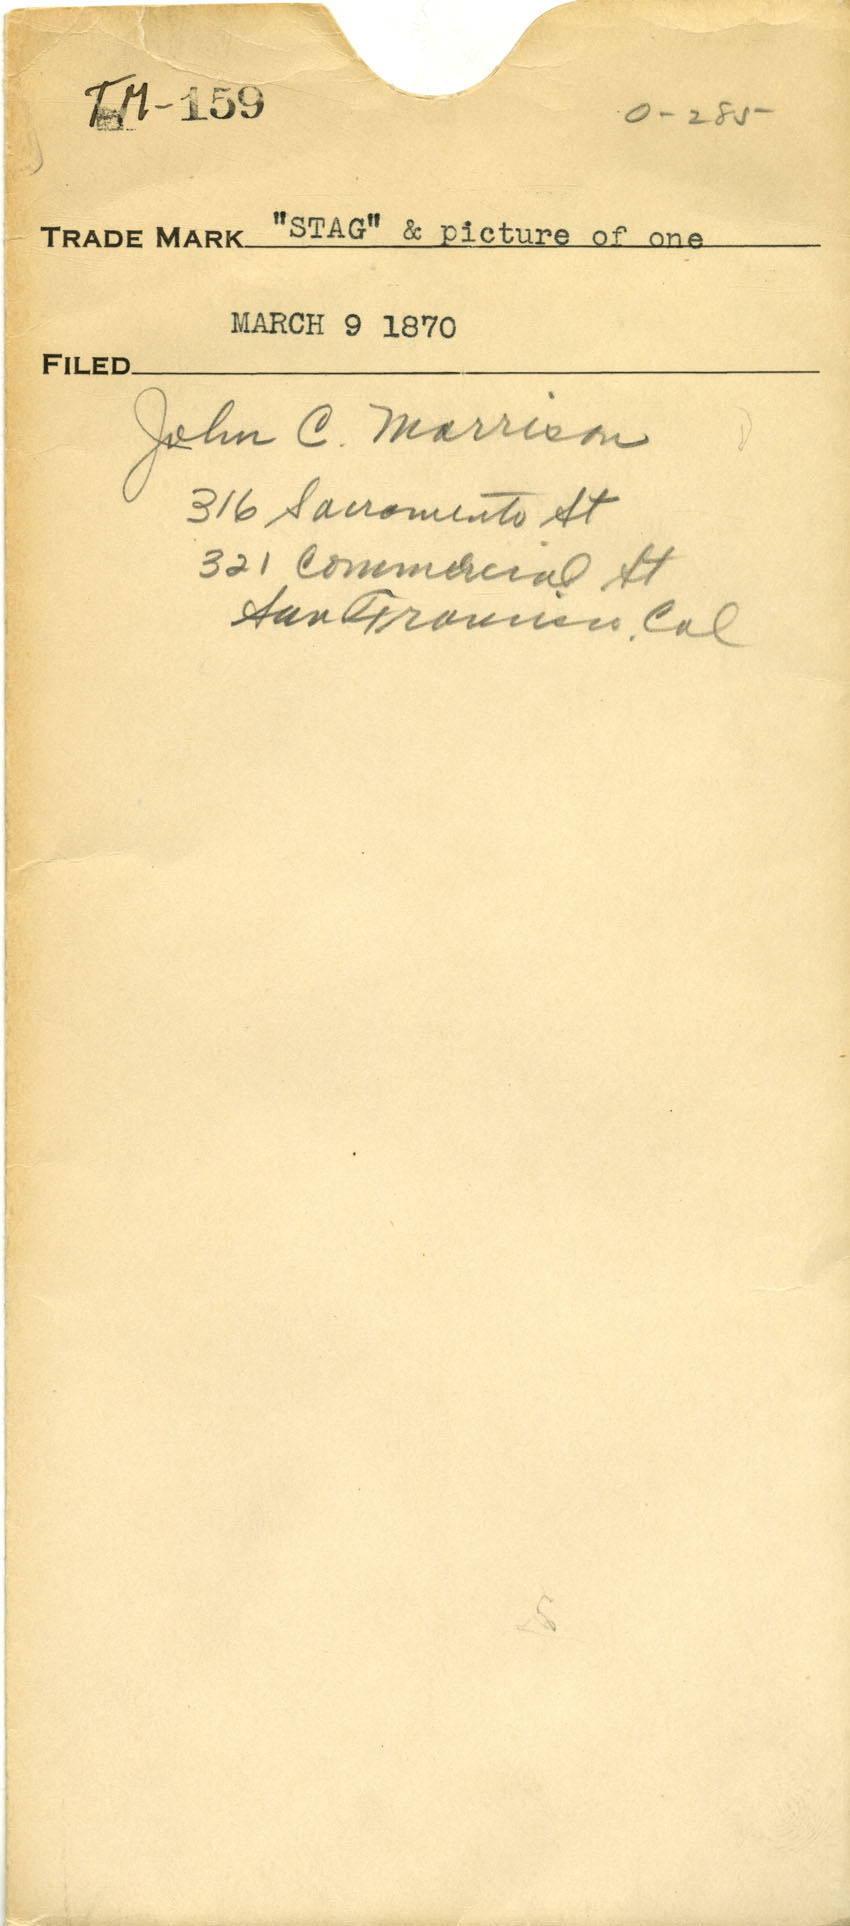 TM-159
0-285-
TRADE MARK "STAG" & picture of one
MARCH 9 1870
FILED
John C. Morrison
316 Sacramento St
321 Commercial St
San Francisco, Cal